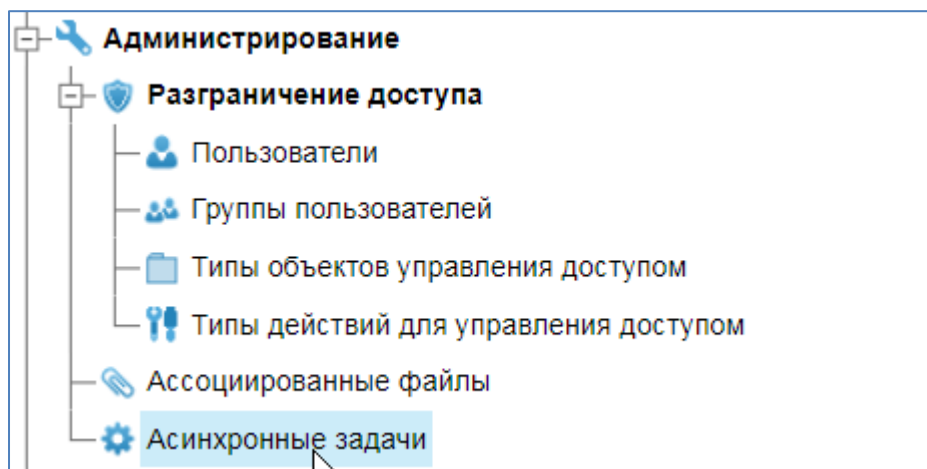 Администрирование
Разграничение доступа
Пользователи
Группы пользователей
Типы объектов управления доступом
Типы действий для управления доступом
Ассоциированные файлы
Асинхронные задачи